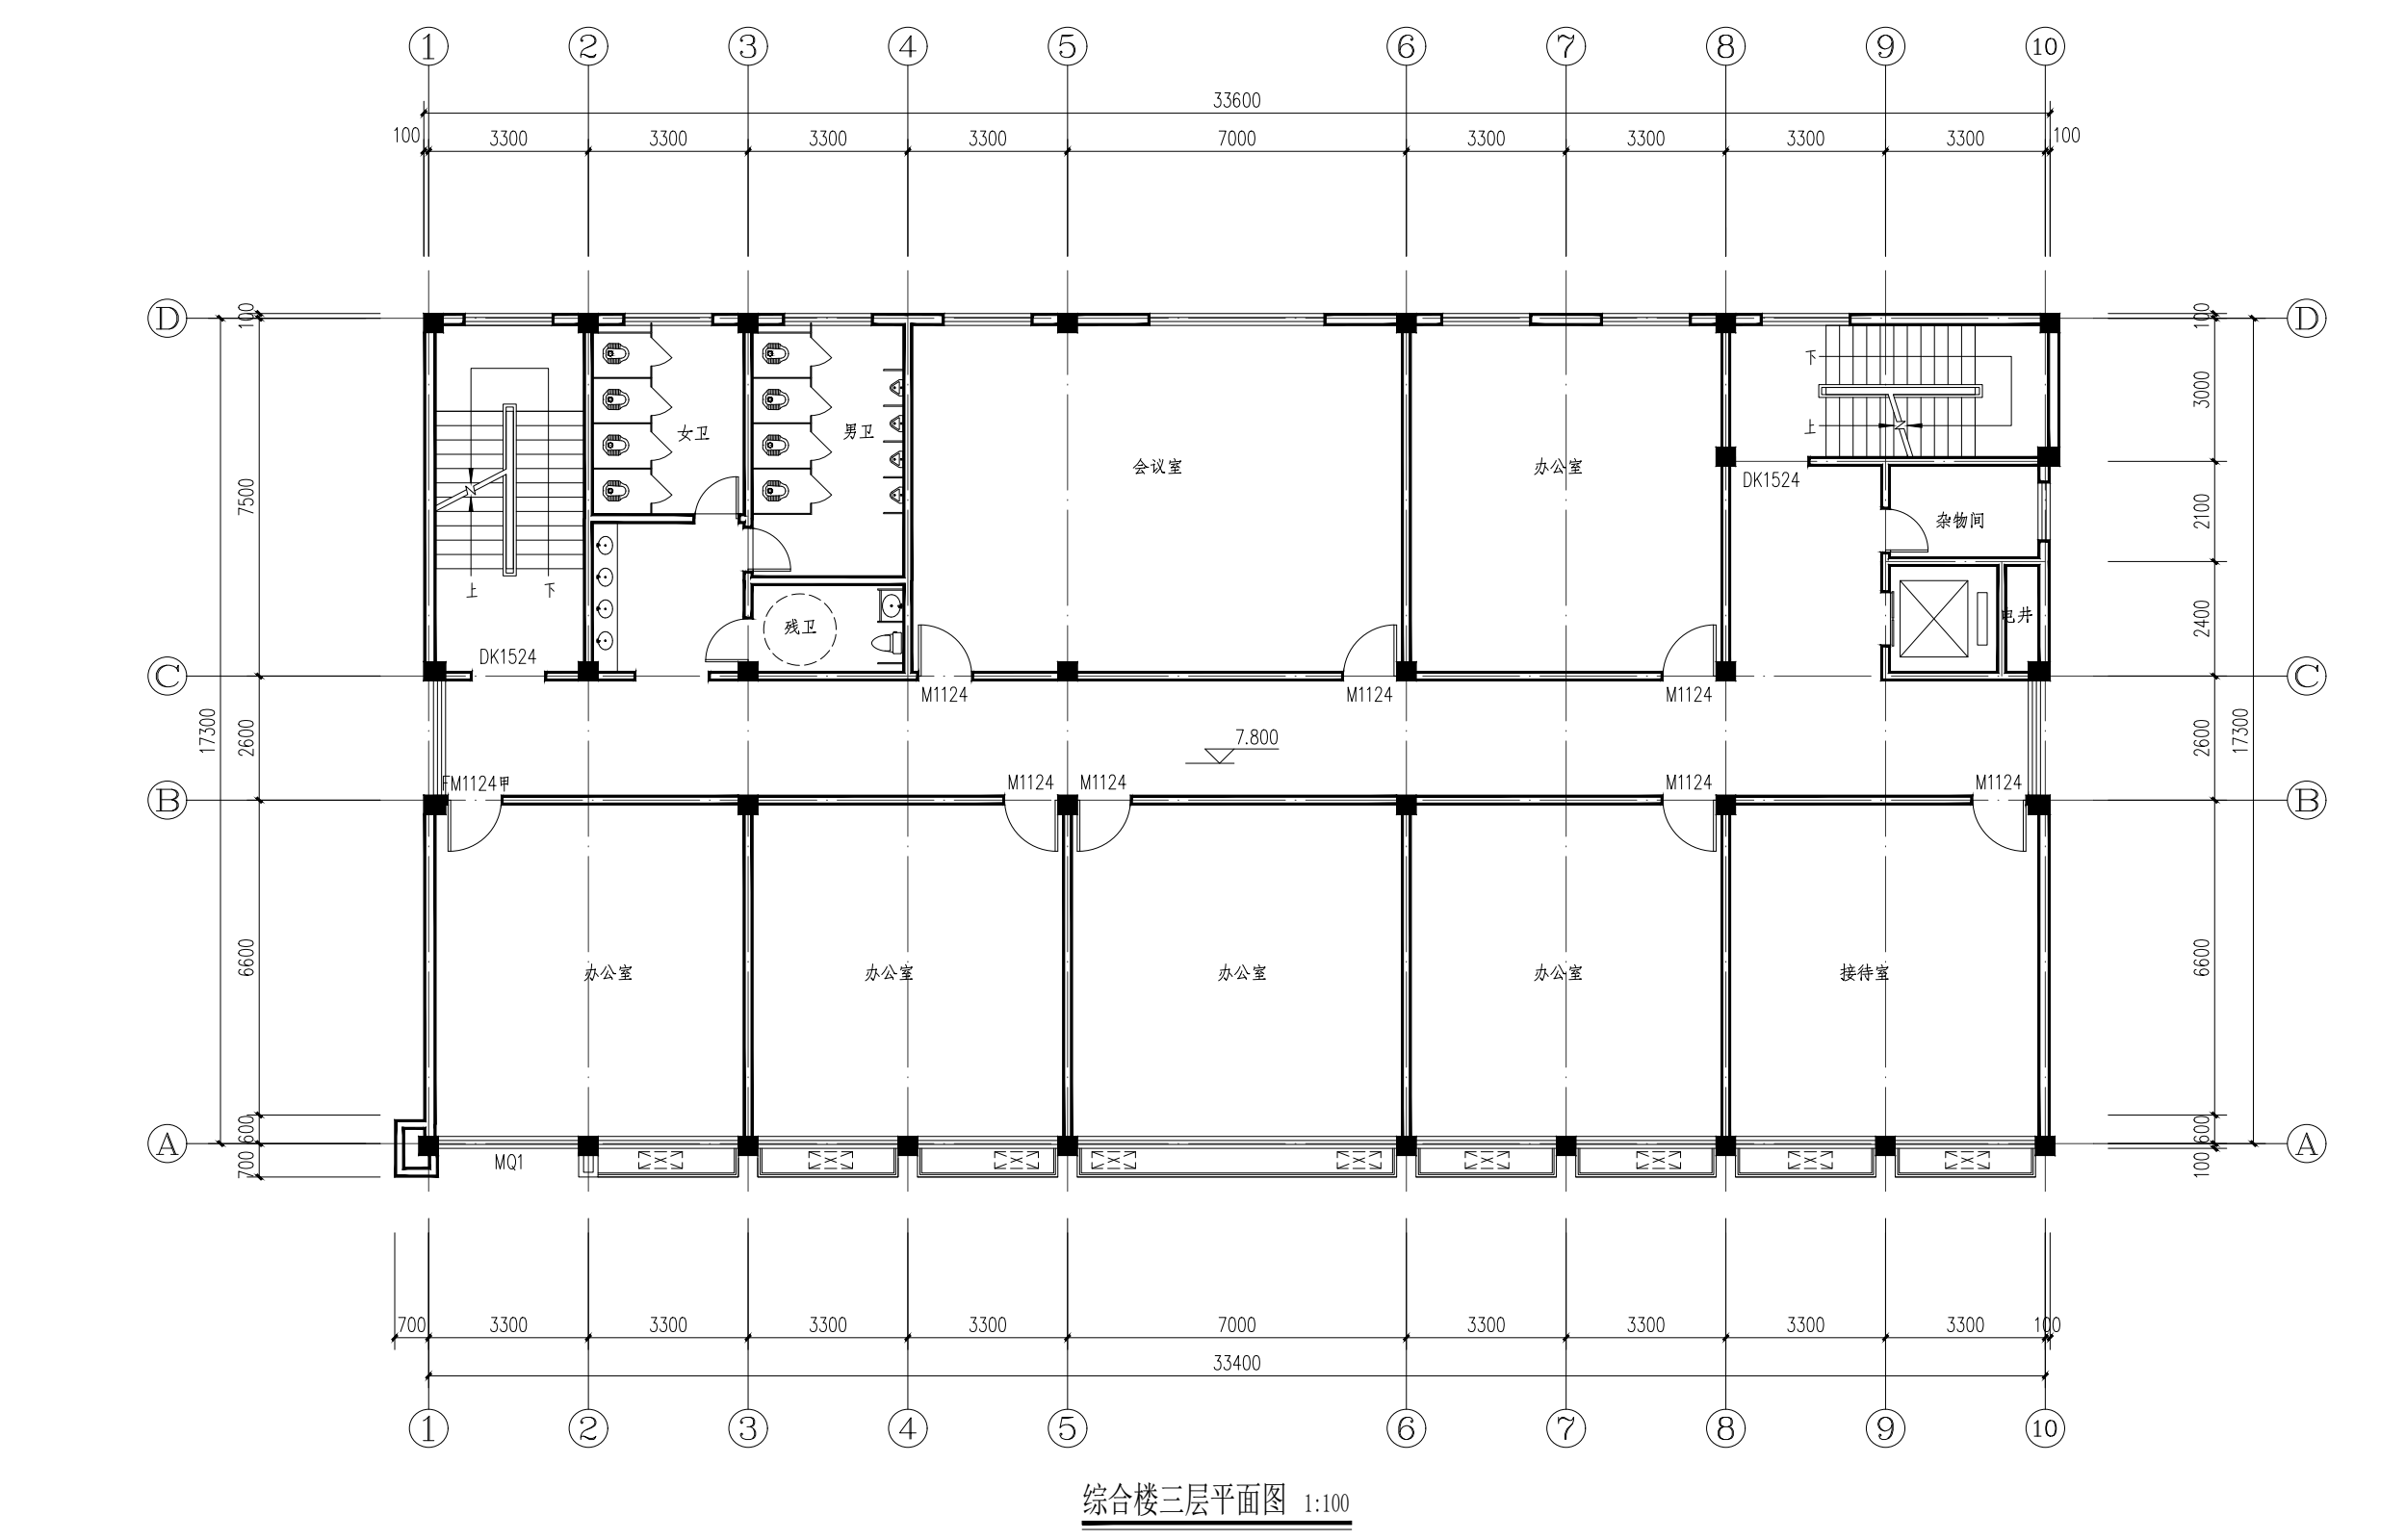 1 2 3 4 5 6 7 8 9 10
33600
100 3300 3300 3300 3300 7000 3300 3300 3300 3300 100
D 100 100 D
下
3000
女卫 男卫 上
会议室 办公室
7500 DK1524
杂物间 2100
上 下
残卫 电井 2400
DK1524
C C
M1124 M1124 M1124
17300 2600 7.800 2600 17300
FM1124甲 M1124 M1124 M1124 M1124
B B
6600 办公室 办公室 办公室 办公室 接待室 6600
600 600
A A
700 MQ1 100
700 3300 3300 3300 3300 7000 3300 3300 3300 3300 100
33400
1 2 3 4 5 6 7 8 9 10
综合楼三层平面图 1:100